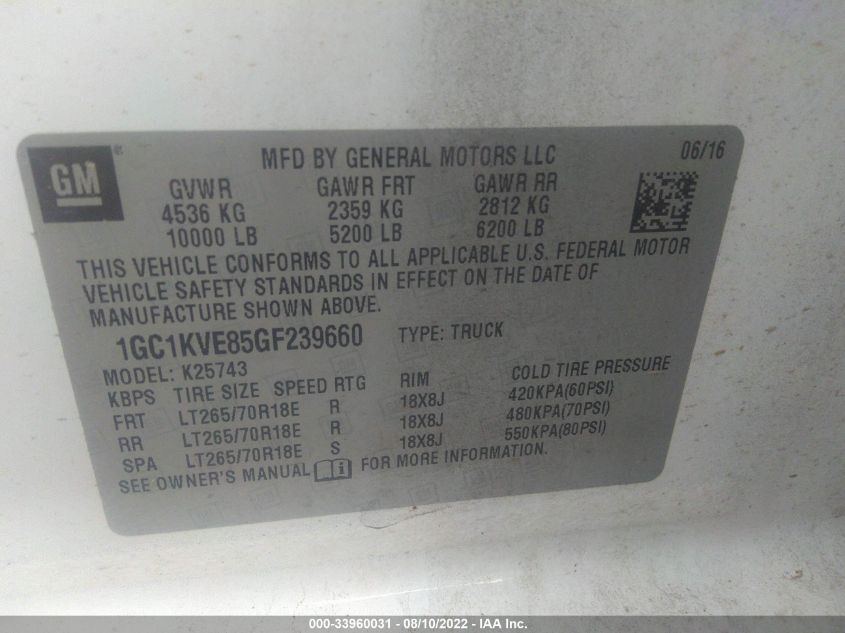 GM ®
MFD BY GENERAL MOTORS LLC
06/16
GVWR GAWR FRT GAWR RR
4536 KG 2359 KG 2812 KG
10000 LB 5200 LB 6200 LB
THIS VEHICLE CONFORMS TO ALL APPLICABLE U.S. FEDERAL MOTOR
VEHICLE SAFETY STANDARDS IN EFFECT ON THE DATE OF
MANUFACTURE SHOWN ABOVE.
1GC1KVE85GF239660 TYPE: TRUCK
MODEL: K25743
KBPS TIRE SIZE SPEED RTG RIM COLD TIRE PRESSURE
FRT LT265/70R18E R 18X8J 420KPA(60PSI)
RR LT265/70R18E R 18X8J 480KPA(70PSI)
SPA LT265/70R18E S 18X8J 550KPA(80PSI)
SEE OWNER'S MANUAL i FOR MORE INFORMATION.
000-33960031 - 08/10/2022 - IAA Inc.